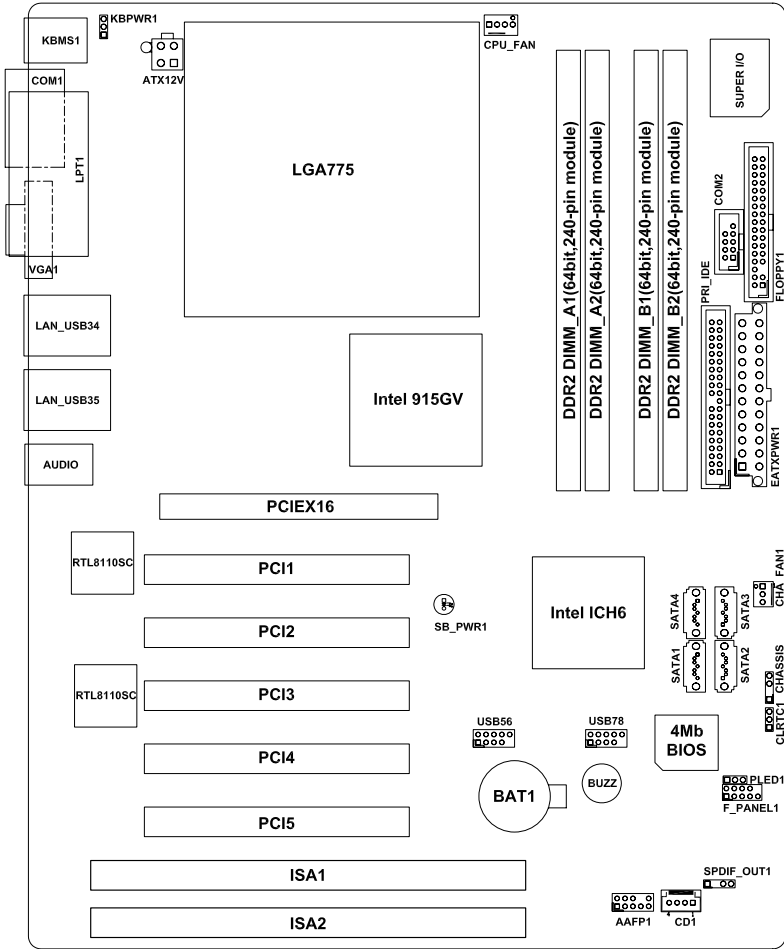 KBPWR1
KBMS1
CPU_FAN
ATX12V
COM1
SUPER I/O
LPT1
LGA775
DDR2 DIMM_A1(64bit,240-pin module)
DDR2 DIMM_A2(64bit,240-pin module)
DDR2 DIMM_B1(64bit,240-pin module)
DDR2 DIMM_B2(64bit,240-pin module)
COM2
FLOPPY1
PRI_IDE
VGA1
LAN_USB34
Intel 915GV
LAN_USB35
EATXPWR1
AUDIO
PCIEX16
RTL8110SC
PCI1
Intel ICH6
CHA_FAN1
SATA4
SATA3
SB_PWR1
PCI2
SATA1
SATA2
CHASSIS
RTL8110SC
PCI3
CLRTC1
USB56
USB78
4Mb
BIOS
PCI4
BUZZ
PLED1
BAT1
F_PANEL1
PCI5
ISA1
SPDIF_OUT1
ISA2
AAFP1
4
1
CD1